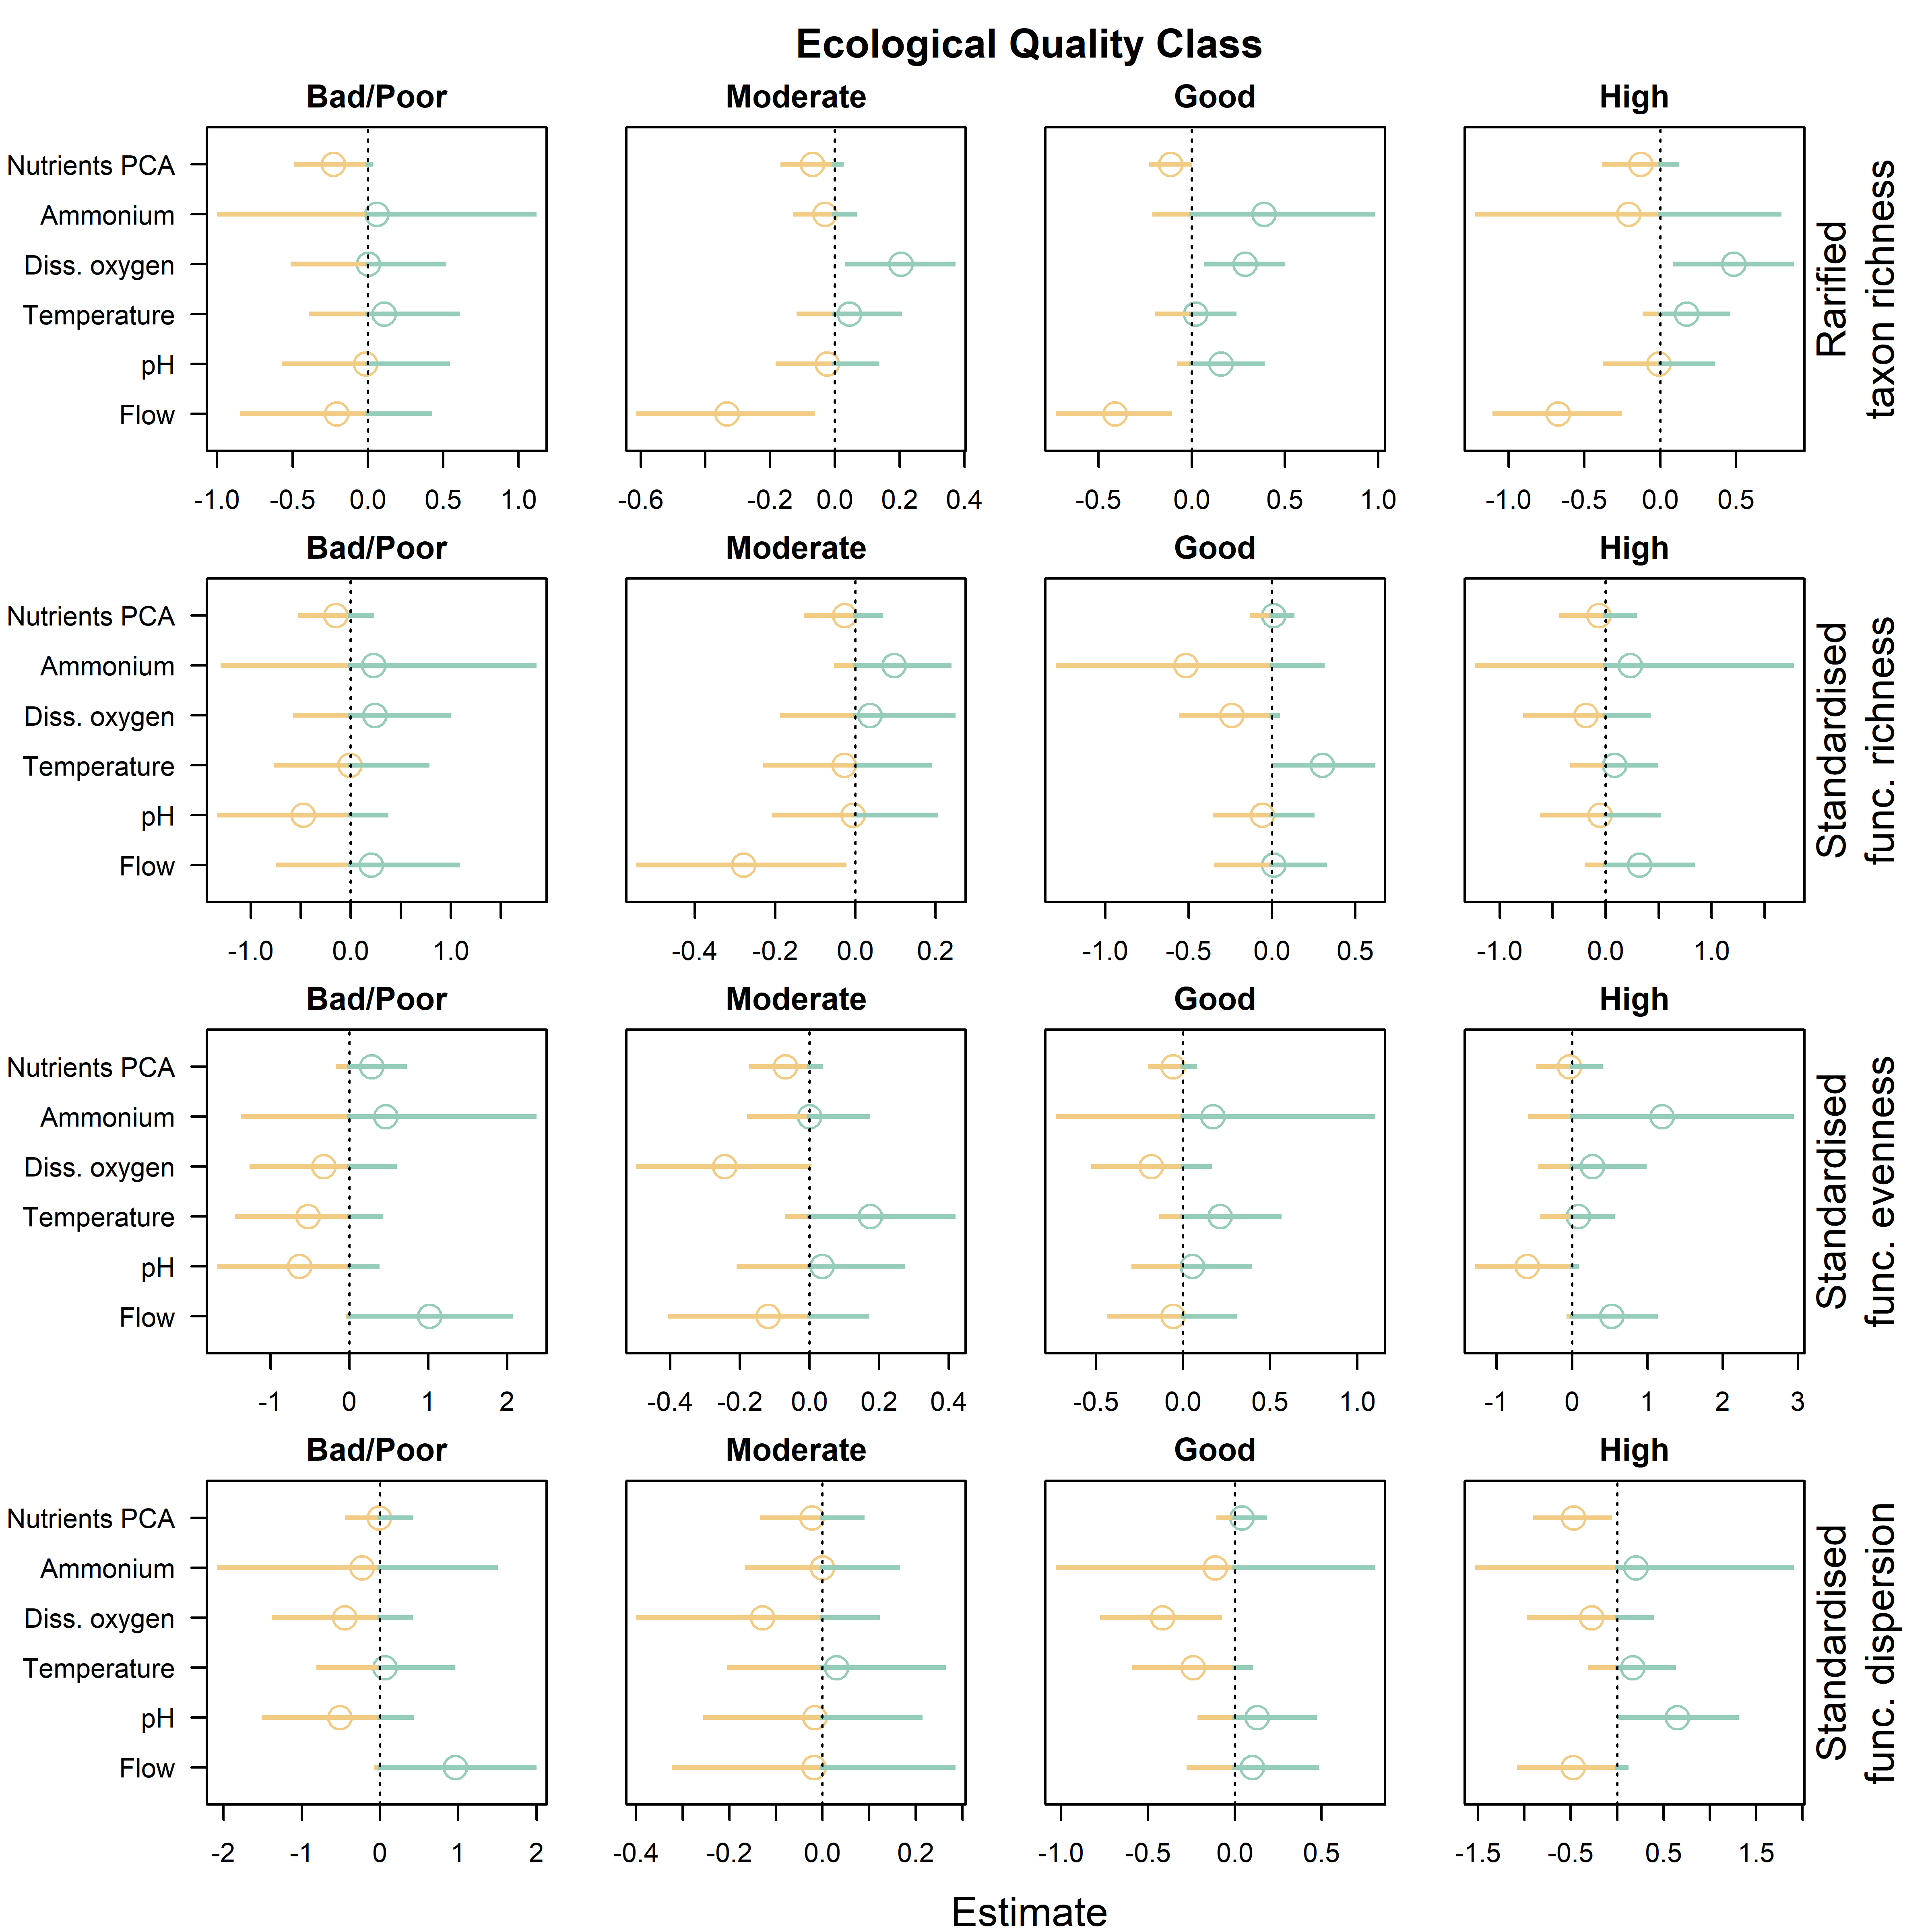 Ecological Quality Class
Bad/Poor Moderate Good High
Nutrients PCA
Ammonium
Diss. oxygen
Temperature
pH
Flow
Rarified
taxon richness
-1.0 -0.5 0.0 0.5 1.0 -0.6 -0.2 0.0 0.2 0.4 -0.5 0.0 0.5 1.0 -1.0 -0.5 0.0 0.5
Bad/Poor Moderate Good High
Nutrients PCA
Ammonium
Diss. oxygen
Temperature
pH
Flow
Standardised
func. richness
-1.0 0.0 1.0 -0.4 -0.2 0.0 0.2 -1.0 -0.5 0.0 0.5 -1.0 0.0 1.0
Bad/Poor Moderate Good High
Nutrients PCA
Ammonium
Diss. oxygen
Temperature
pH
Flow
Standardised
func. evenness
-1 0 1 2 -0.4 -0.2 0.0 0.2 0.4 -0.5 0.0 0.5 1.0 -1 0 1 2 3
Bad/Poor Moderate Good High
Nutrients PCA
Ammonium
Diss. oxygen
Temperature
pH
Flow
Standardised
func. dispersion
-2 -1 0 1 2 -0.4 -0.2 0.0 0.2 -1.0 -0.5 0.0 0.5 -1.5 -0.5 0.5 1.5
Estimate